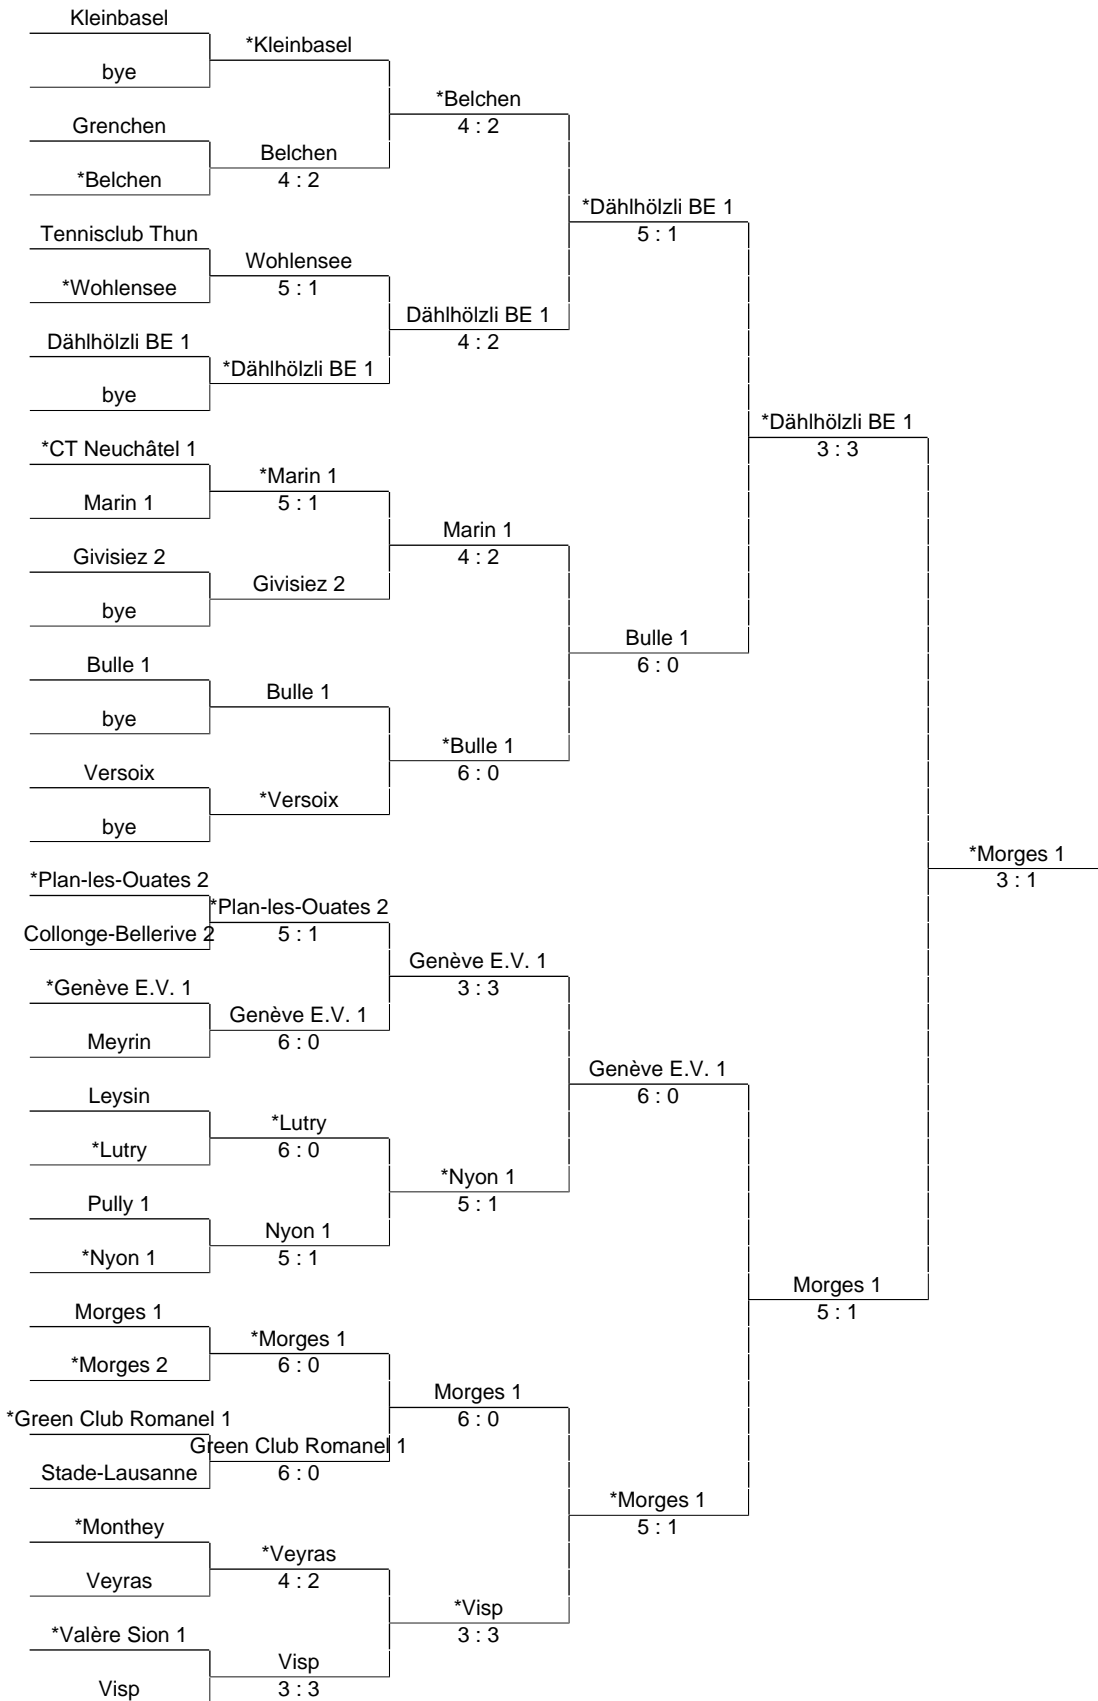 Kleinbasel
*Kleinbasel
bye
*Belchen
4 : 2
Grenchen
Belchen
4 : 2
*Belchen
*Dählhölzli BE 1
5 : 1
Tennisclub Thun
Wohlensee
5 : 1
*Wohlensee
Dählhölzli BE 1
4 : 2
Dählhölzli BE 1
*Dählhölzli BE 1
bye
*Dählhölzli BE 1
3 : 3
*CT Neuchâtel 1
*Marin 1
5 : 1
Marin 1
Marin 1
4 : 2
Givisiez 2
Givisiez 2
bye
Bulle 1
6 : 0
Bulle 1
Bulle 1
bye
*Bulle 1
6 : 0
Versoix
*Versoix
bye
*Morges 1
3 : 1
*Plan-les-Ouates 2
*Plan-les-Ouates 2
5 : 1
Collonge-Bellerive 2
Genève E.V. 1
3 : 3
*Genève E.V. 1
Genève E.V. 1
6 : 0
Meyrin
Genève E.V. 1
6 : 0
Leysin
*Lutry
6 : 0
*Lutry
*Nyon 1
5 : 1
Pully 1
Nyon 1
5 : 1
*Nyon 1
Morges 1
5 : 1
Morges 1
*Morges 1
6 : 0
*Morges 2
Morges 1
6 : 0
*Green Club Romanel 1
Green Club Romanel 1
6 : 0
Stade-Lausanne
*Morges 1
5 : 1
*Monthey
*Veyras
4 : 2
Veyras
*Visp
3 : 3
*Valère Sion 1
Visp
3 : 3
Visp